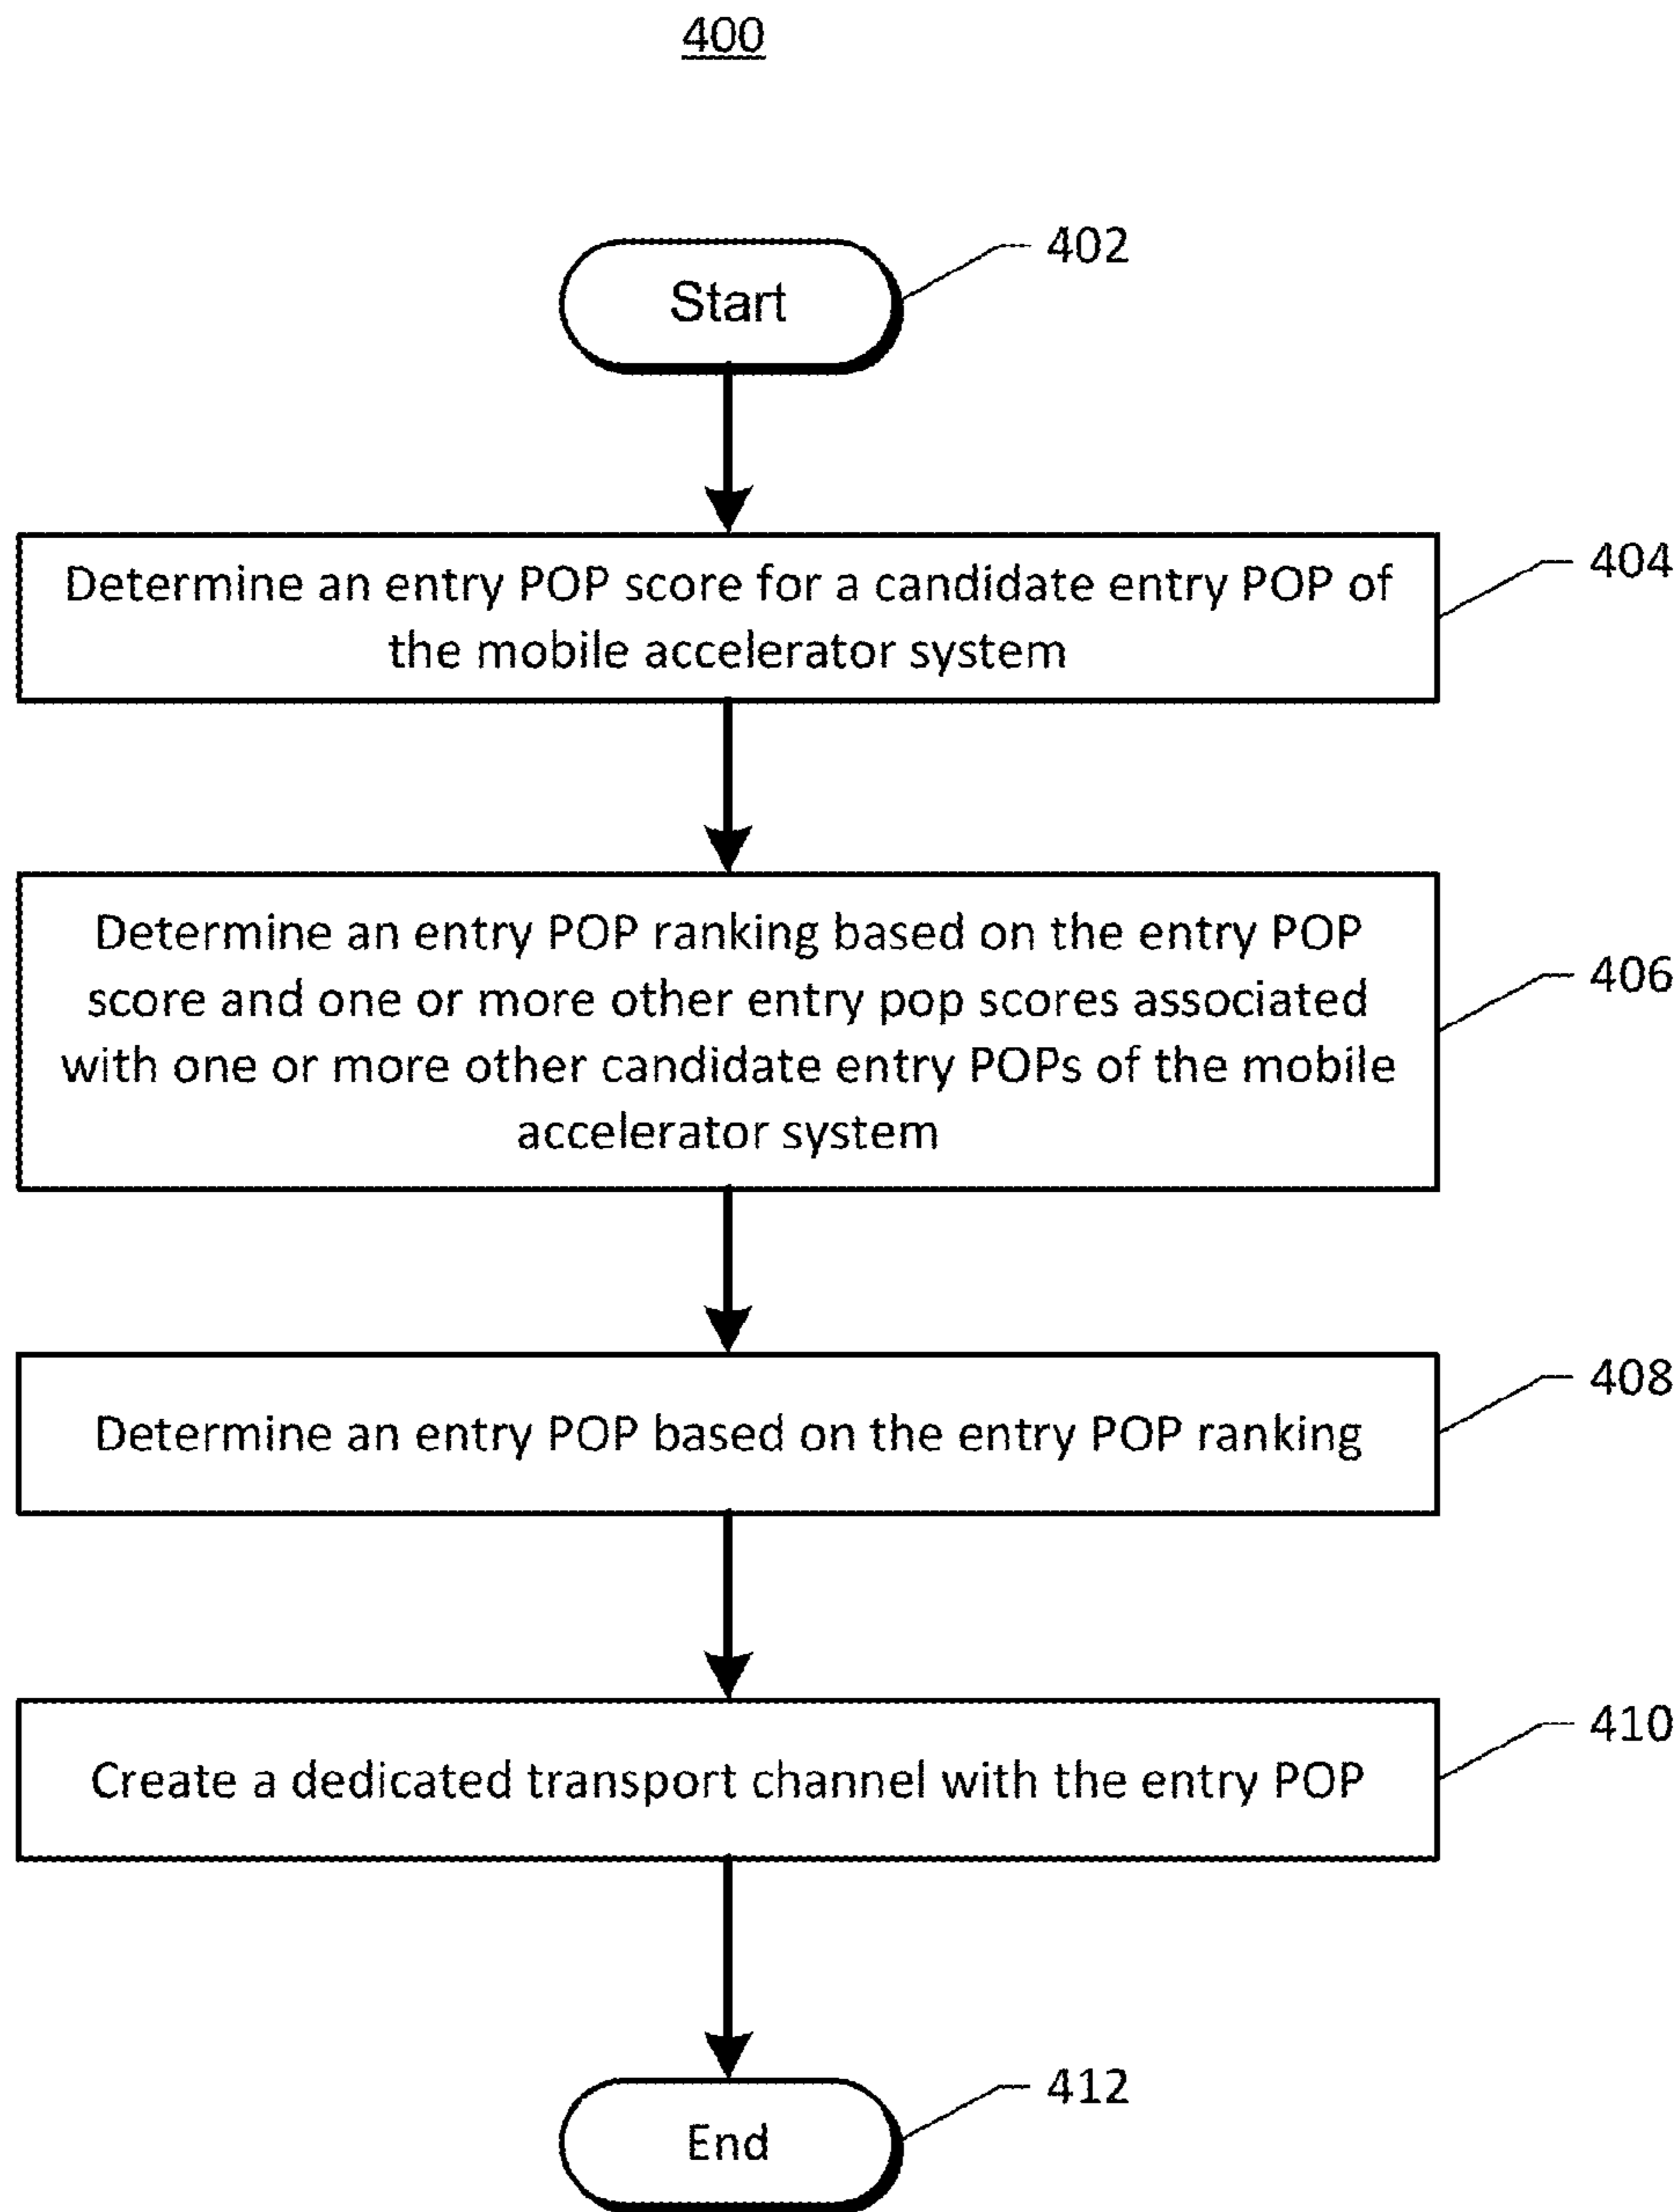 400
Start
402
Determine an entry POP score for a candidate entry POP of
the mobile accelerator system
404
Determine an entry POP ranking based on the entry POP
score and one or more other entry pop scores associated
with one or more other candidate entry POPs of the mobile
accelerator system
406
Determine an entry POP based on the entry POP ranking
408
Create a dedicated transport channel with the entry POP
410
End
412